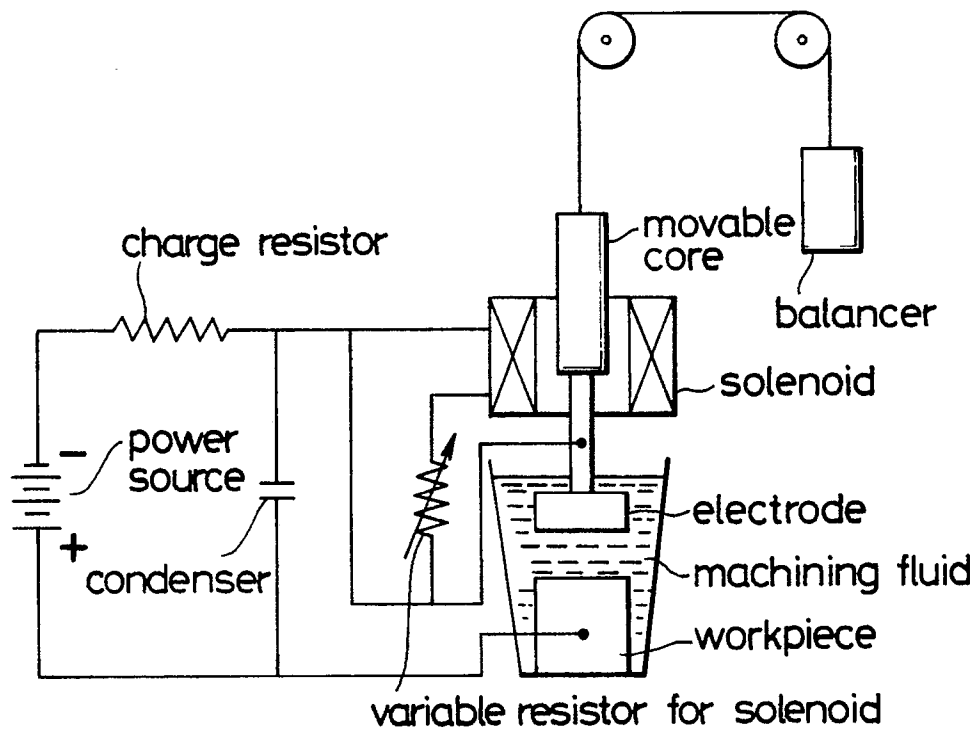 movable
core
charge resistor
balancer
solenoid
−
power
source
electrode
+
condenser
machining fluid
workpiece
variable resistor for solenoid